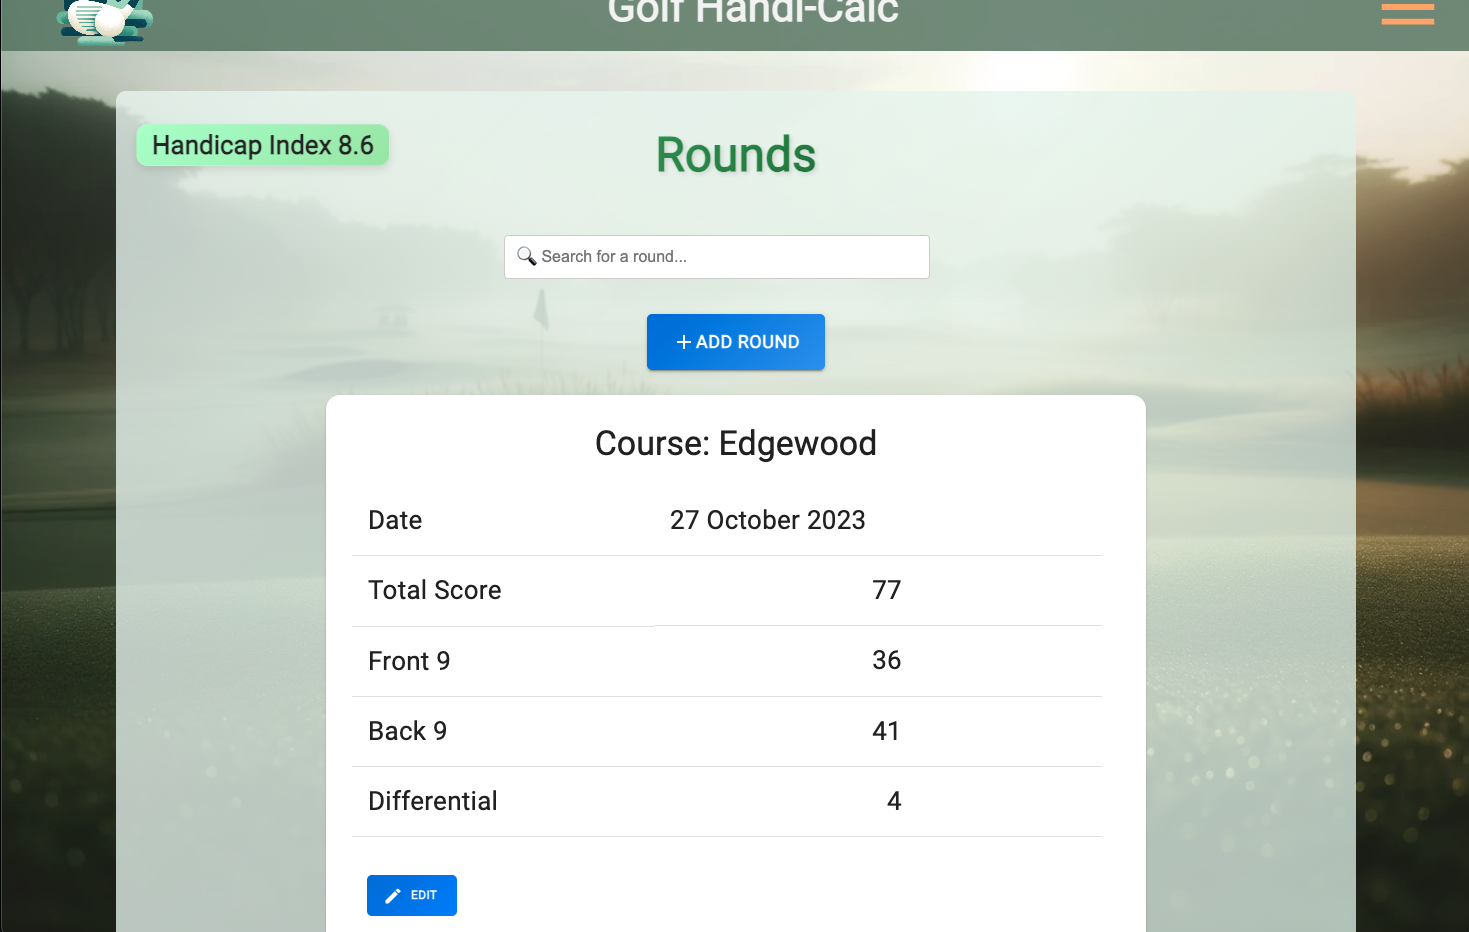 Golf Handi-Calc
Handicap Index 8.6
Rounds
Search for a round...
+ ADD ROUND
Course: Edgewood
Date 27 October 2023
Total Score 77
Front 9 36
Back 9 41
Differential 4
EDIT